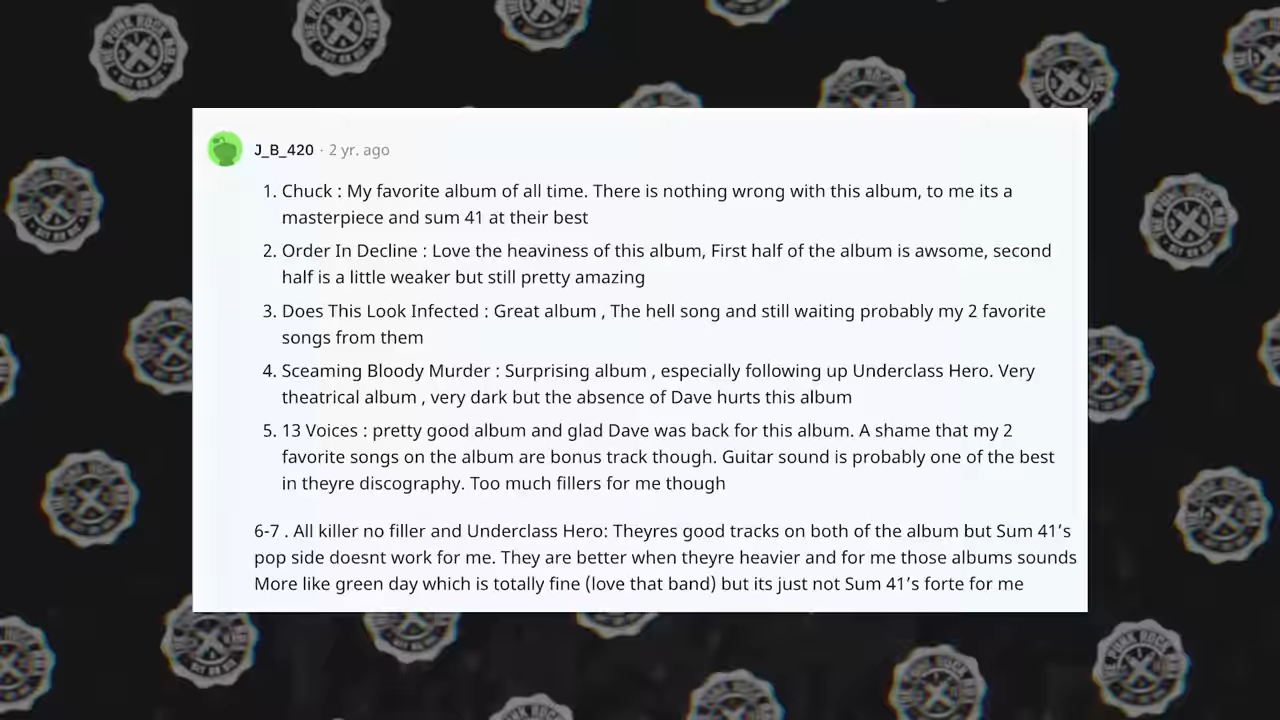 J_B_420 · 2 yr. ago
1. Chuck : My favorite album of all time. There is nothing wrong with this album, to me its a
masterpiece and sum 41 at their best
2. Order In Decline : Love the heaviness of this album, First half of the album is awsome, second
half is a little weaker but still pretty amazing
3. Does This Look Infected : Great album , The hell song and still waiting probably my 2 favorite
songs from them
4. Sceaming Bloody Murder : Surprising album , especially following up Underclass Hero. Very
theatrical album , very dark but the absence of Dave hurts this album
5. 13 Voices : pretty good album and glad Dave was back for this album. A shame that my 2
favorite songs on the album are bonus track though. Guitar sound is probably one of the best
in theyre discography. Too much fillers for me though
6-7 . All killer no filler and Underclass Hero: Theyres good tracks on both of the album but Sum 41’s
pop side doesnt work for me. They are better when theyre heavier and for me those albums sounds
More like green day which is totally fine (love that band) but its just not Sum 41’s forte for me